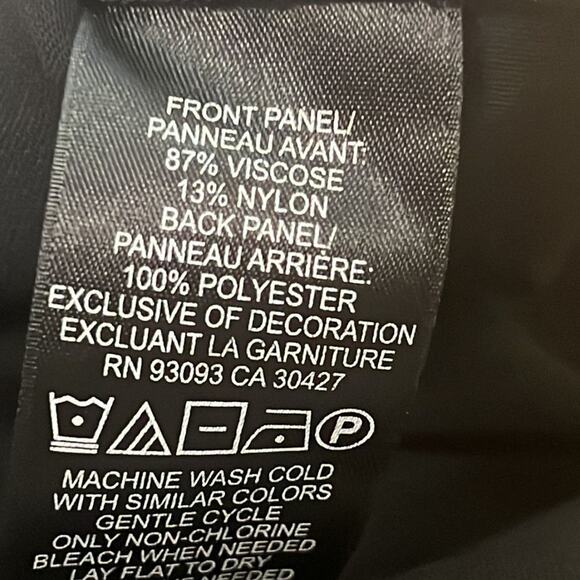 FRONT PANEL/
PANNEAU AVANT:
87% VISCOSE
13% NYLON
BACK PANEL/
PANNEAU ARRIÈRE:
100% POLYESTER
EXCLUSIVE OF DECORATION
EXCLUANT LA GARNITURE
RN 93093 CA 30427
P
MACHINE WASH COLD
WITH SIMILAR COLORS
GENTLE CYCLE
ONLY NON-CHLORINE
BLEACH WHEN NEEDED
LAY FLAT TO DRY
NEEDED